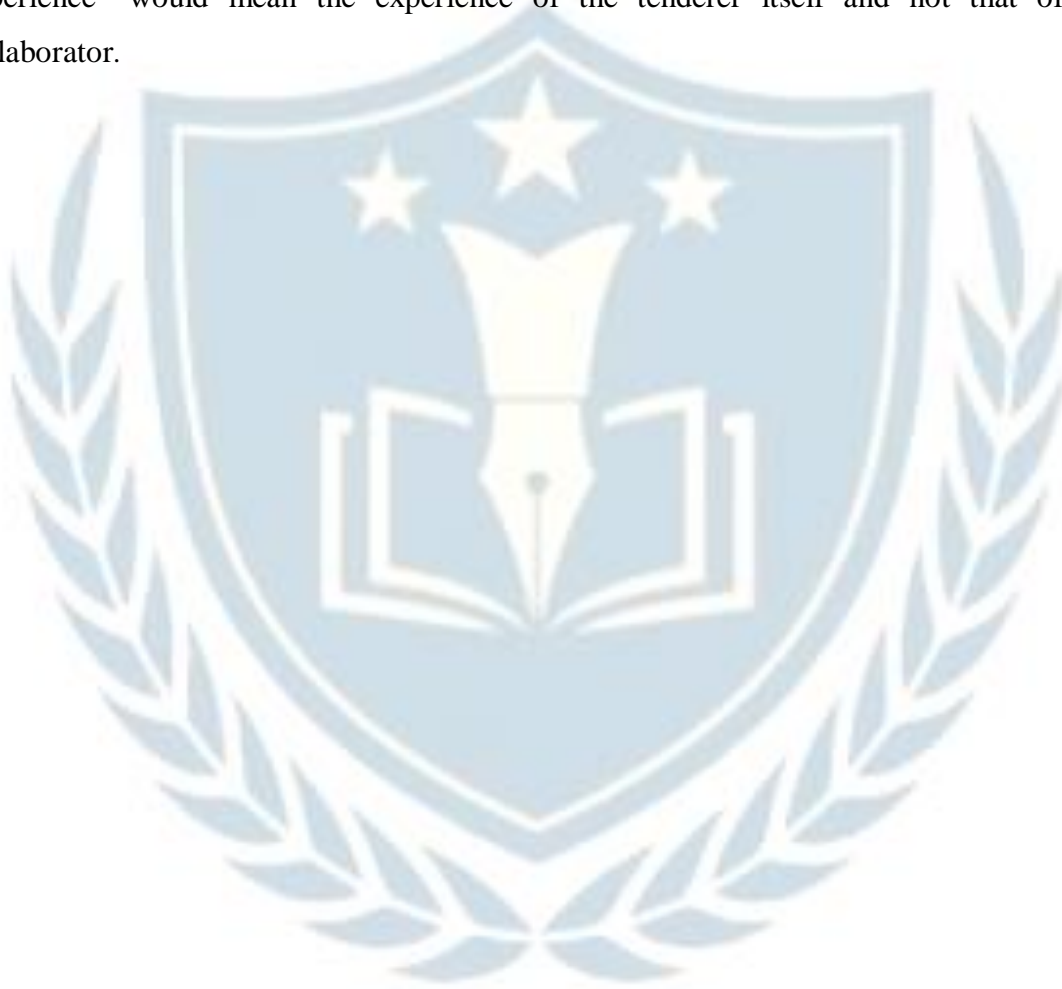 perience" would mean the experience of the tenderer itself and not that of
laborator.